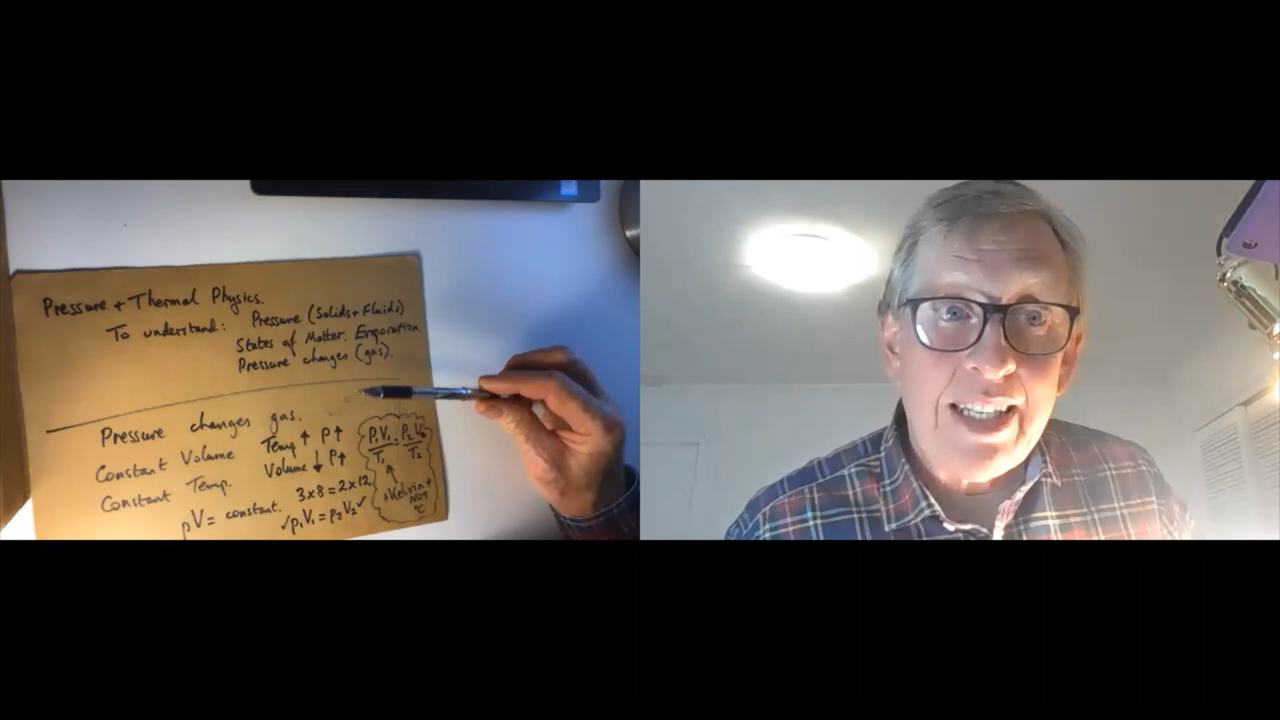 Pressure + Thermal Physics.
To understand: Pressure (Solids + Fluids)
States of Matter. Evaporation
Pressure changes (gas).
Pressure changes gas.
Constant Volume Temp ↑ p ↑
Constant Temp. Volume ↓ p ↑
3 x 8 = 2 x 12
pV = constant. ✓p₁V₁ = p₂V₂✓
p₁V₁ = p₂V₂
T₁ T₂
Kelvin
NOT
°C